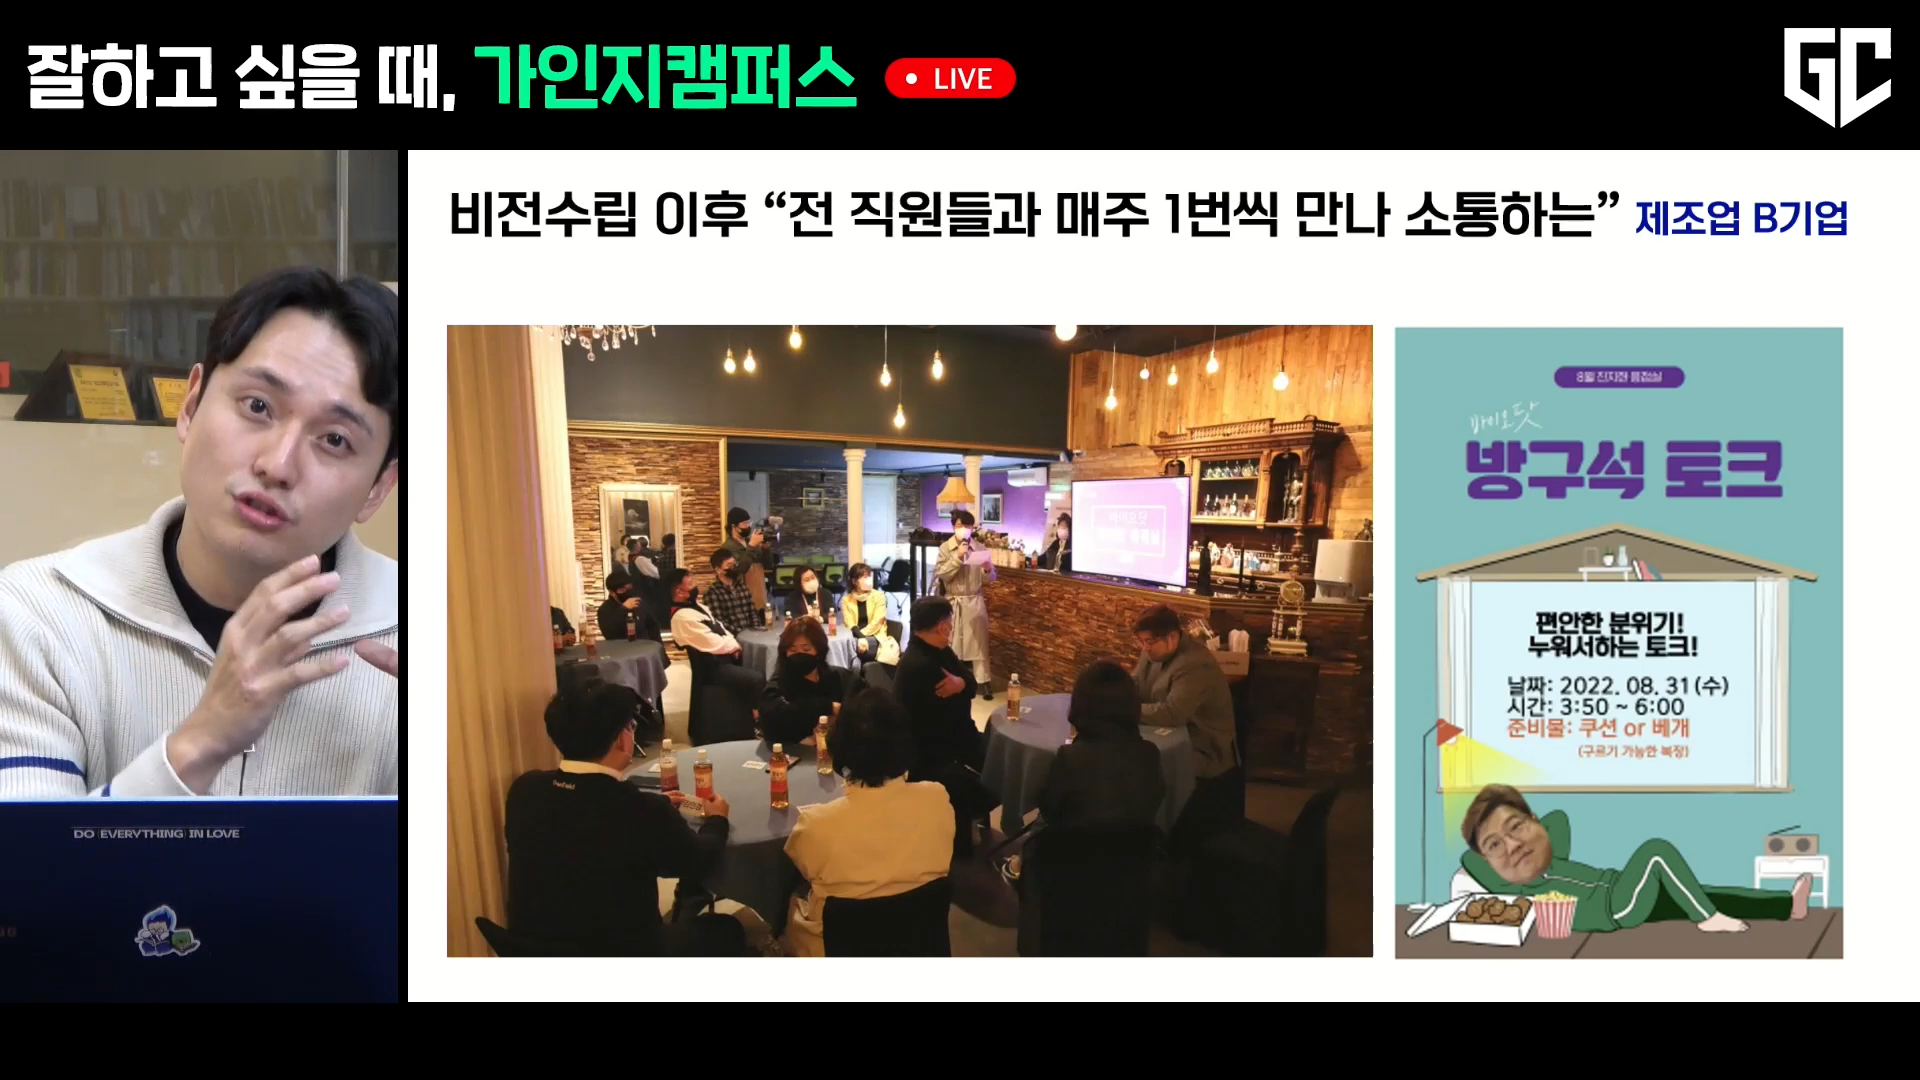 잘하고 싶을 때, 가인지캠퍼스
LIVE
GC
비전수립 이후 “전 직원들과 매주 1번씩 만나 소통하는” 제조업 B기업
바이오닷
방구석 토크
편안한 분위기!
누워서하는 토크!
날짜: 2022. 08. 31(수)
시간: 3:50 ~ 6:00
준비물: 쿠션 or 베개
(구르기 가능한 복장)
DO EVERYTHING IN LOVE